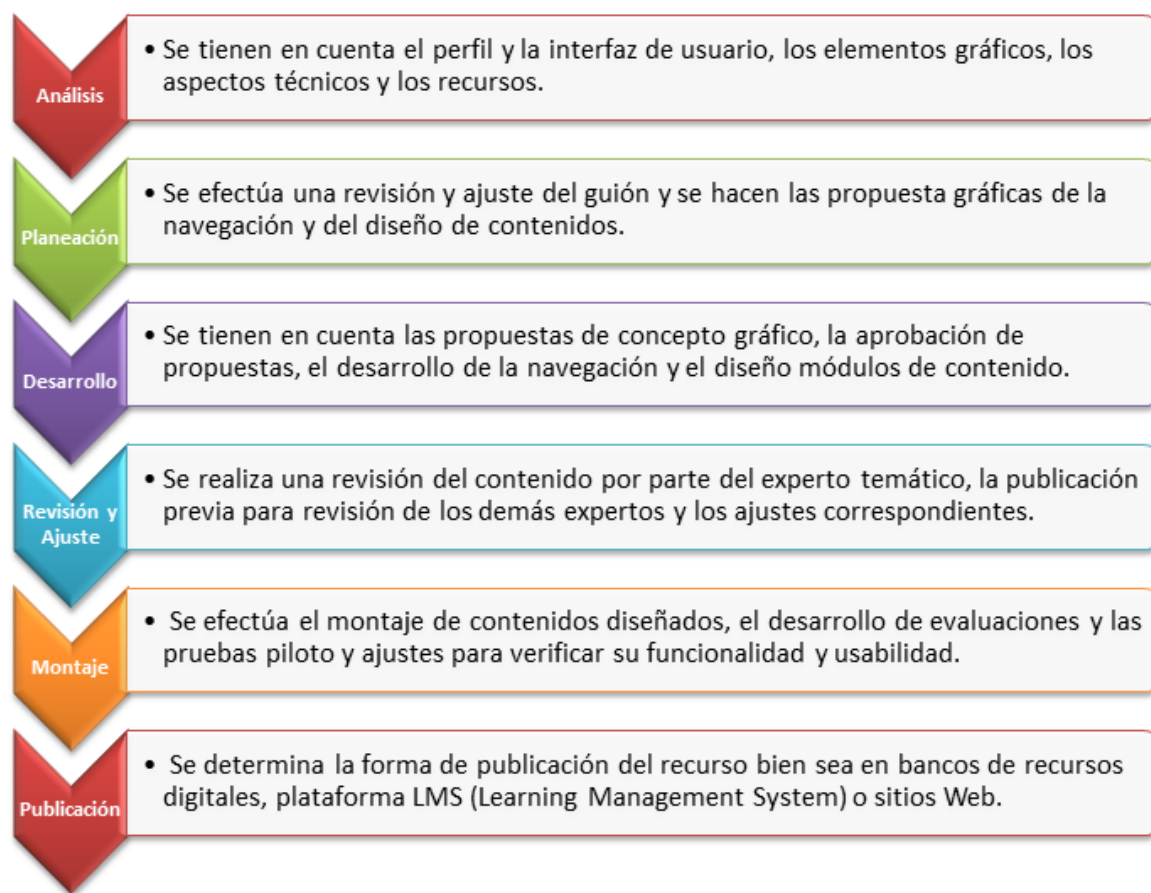 Análisis
• Se tienen en cuenta el perfil y la interfaz de usuario, los elementos gráficos, los
aspectos técnicos y los recursos.
Planeación
• Se efectúa una revisión y ajuste del guión y se hacen las propuesta gráficas de la
navegación y del diseño de contenidos.
Desarrollo
• Se tienen en cuenta las propuestas de concepto gráfico, la aprobación de
propuestas, el desarrollo de la navegación y el diseño módulos de contenido.
Revisión y
Ajuste
• Se realiza una revisión del contenido por parte del experto temático, la publicación
previa para revisión de los demás expertos y los ajustes correspondientes.
Montaje
• Se efectúa el montaje de contenidos diseñados, el desarrollo de evaluaciones y las
pruebas piloto y ajustes para verificar su funcionalidad y usabilidad.
Publicación
• Se determina la forma de publicación del recurso bien sea en bancos de recursos
digitales, plataforma LMS (Learning Management System) o sitios Web.